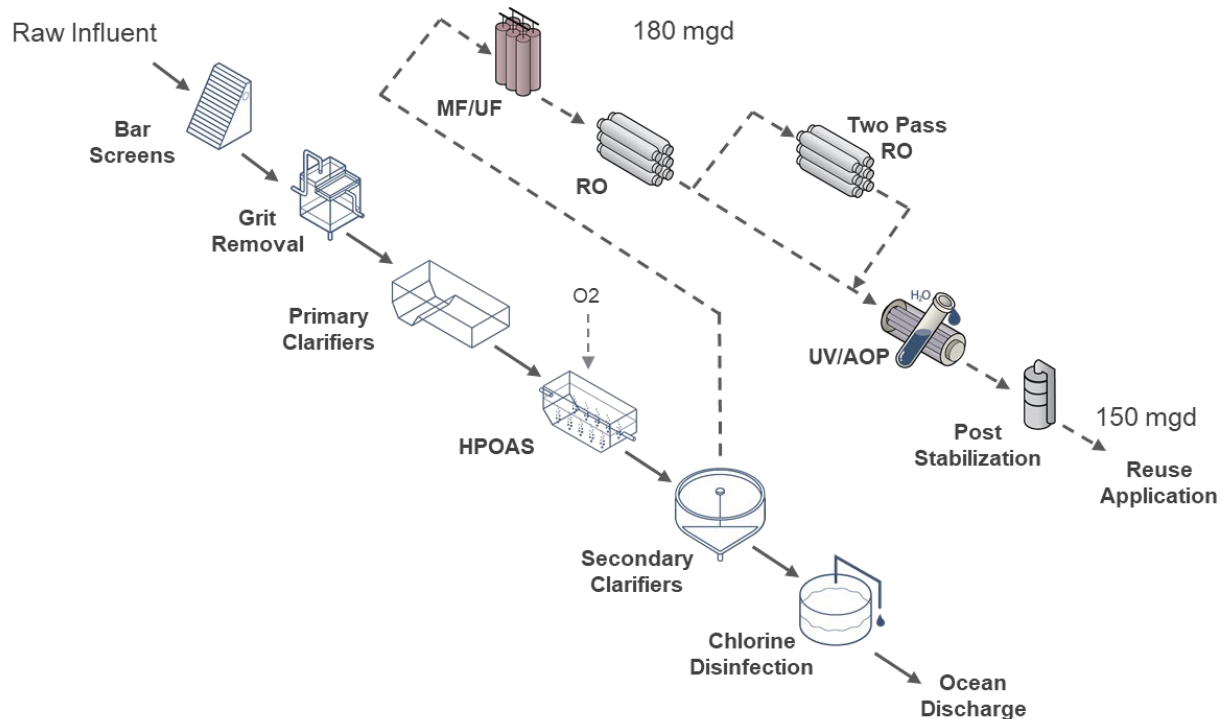 Raw Influent
180 mgd
MF/UF
Bar
Screens
Two Pass
RO
RO
Grit
Removal
O2
H₂O
Primary
Clarifiers
UV/AOP
150 mgd
HPOAS
Post
Stabilization
Reuse
Application
Secondary
Clarifiers
Chlorine
Disinfection
Ocean
Discharge